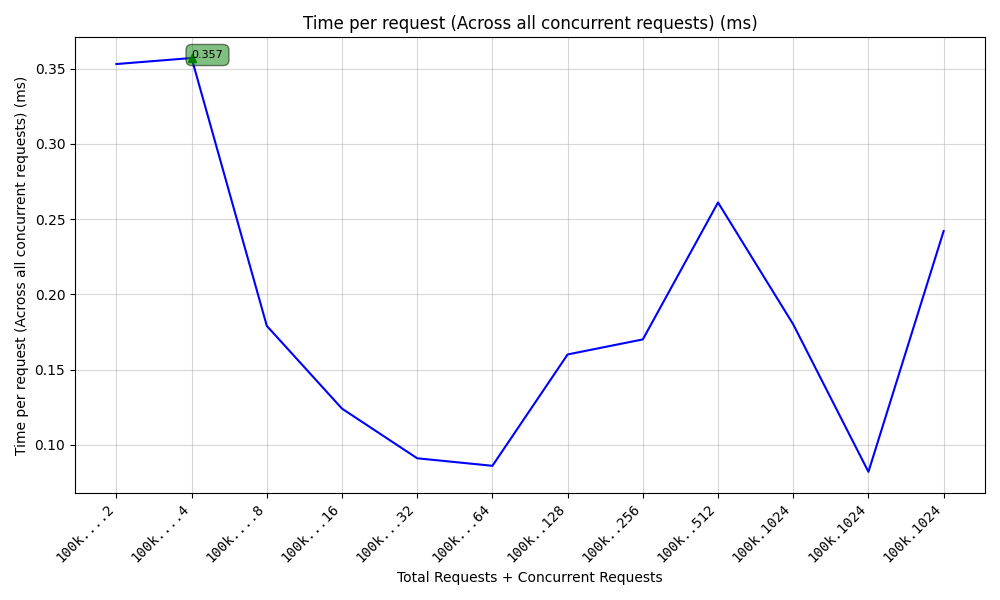 Time per request (Across all concurrent requests) (ms)
0.357
Time per request (Across all concurrent requests) (ms)
0.35
0.30
0.25
0.20
0.15
0.10
100k....2
100k....4
100k....8
100k...16
100k...32
100k...64
100k..128
100k..256
100k..512
100k.1024
100k.1024
100k.1024
Total Requests + Concurrent Requests